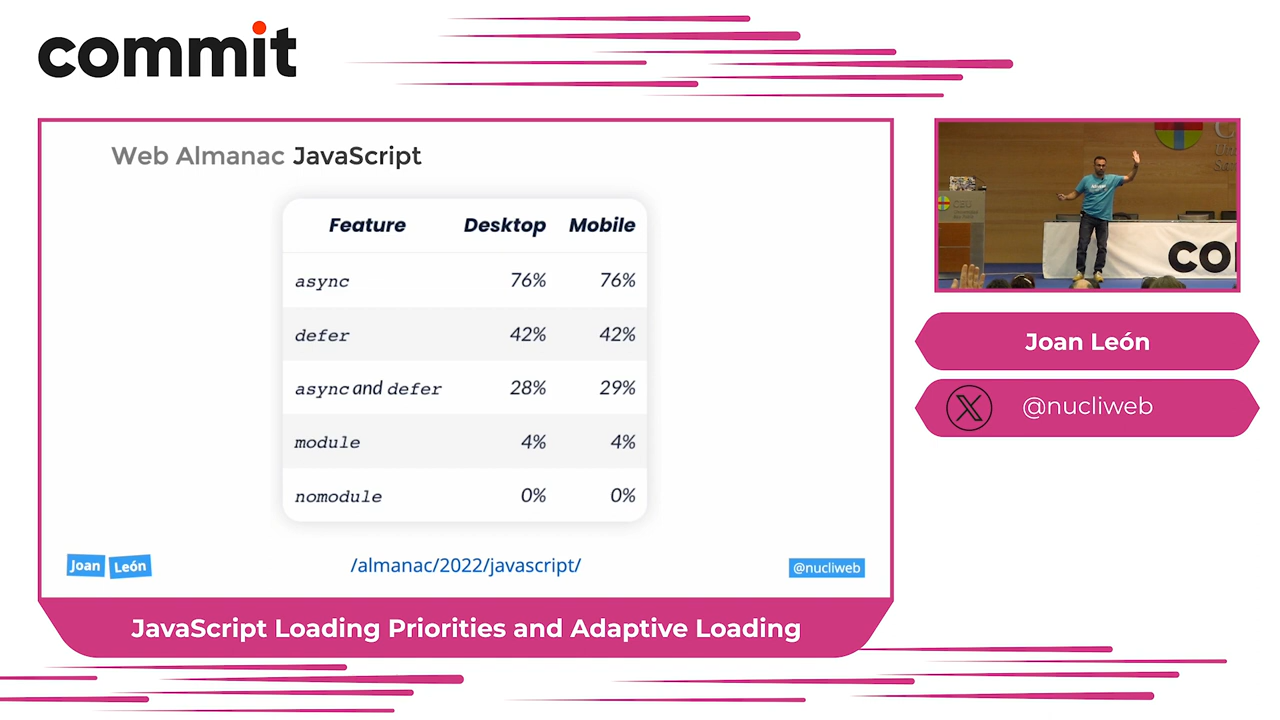 commit
Web Almanac JavaScript
Feature Desktop Mobile
async 76% 76%
defer 42% 42%
async and defer 28% 29%
module 4% 4%
nomodule 0% 0%
Joan León
/almanac/2022/javascript/
@nucliweb
JavaScript Loading Priorities and Adaptive Loading
CEU
co
Joan León
@nucliweb